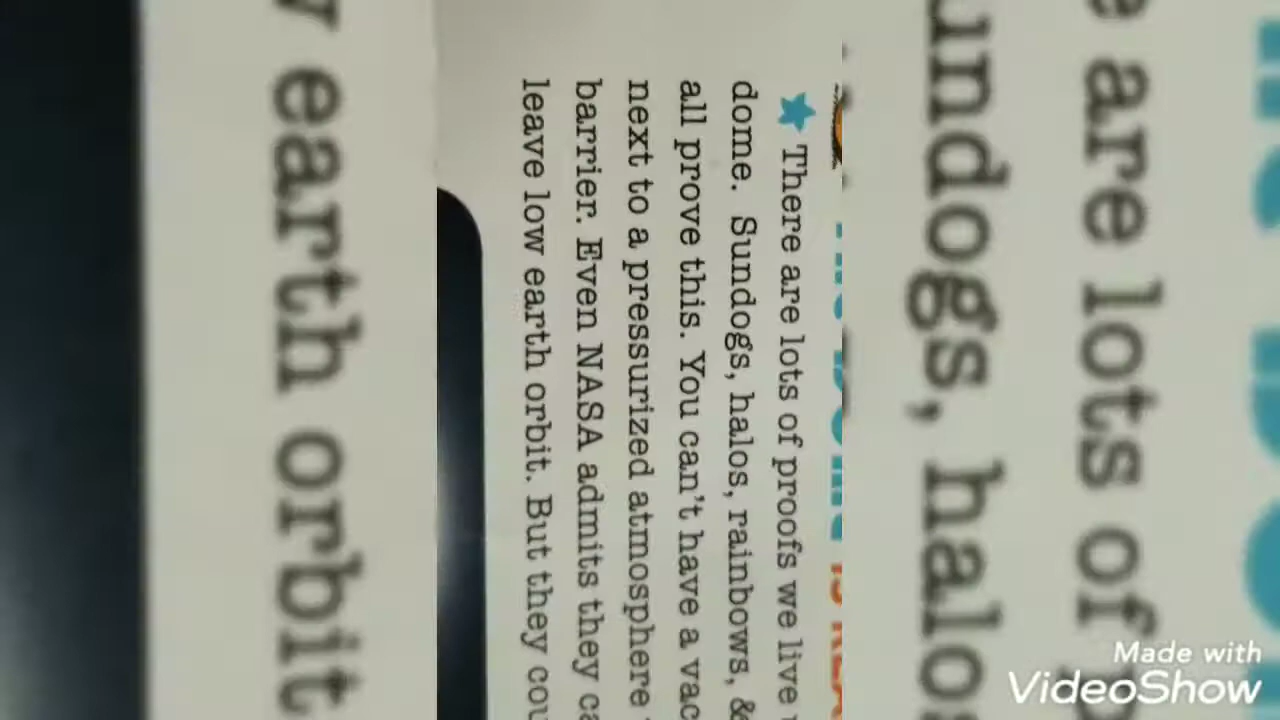 There are lots of proofs we live
dome. Sundogs, halos, rainbows, &
all prove this. You can't have a vac
next to a pressurized atmosphere
barrier. Even NASA admits they ca
leave low earth orbit. But they cou
are lots of
undogs, halos
y earth orbit
Made with
VideoShow